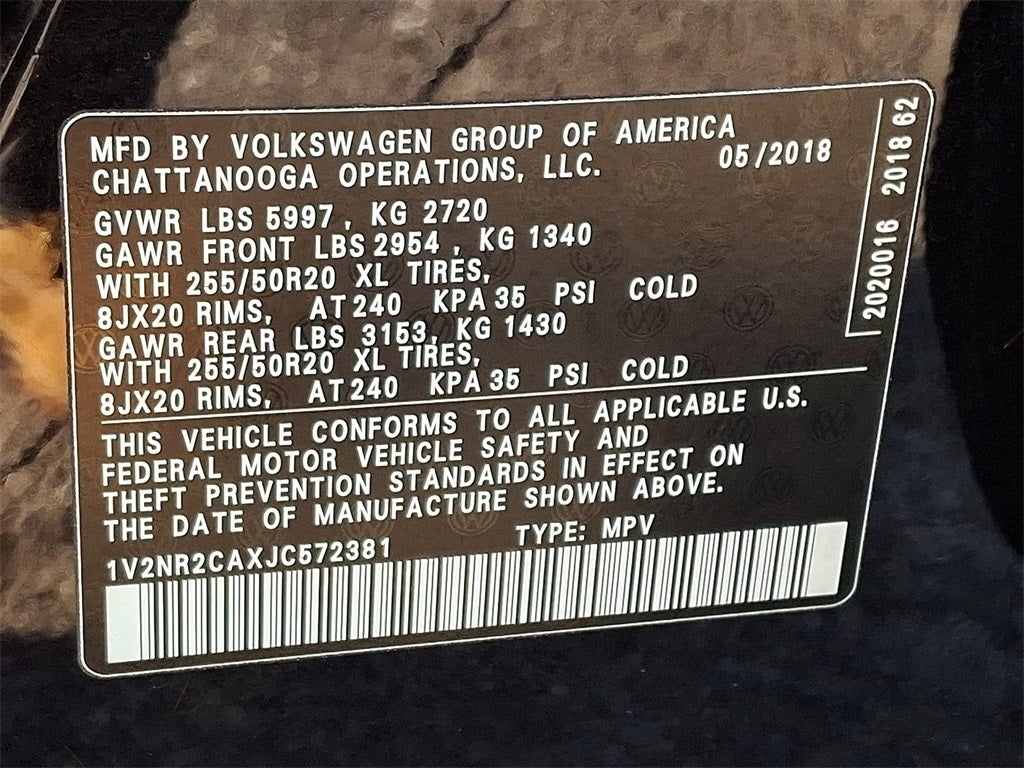 MFD BY VOLKSWAGEN GROUP OF AMERICA
CHATTANOOGA OPERATIONS, LLC. 05/2018
GVWR LBS 5997, KG 2720
GAWR FRONT LBS 2954, KG 1340
WITH 255/50R20 XL TIRES,
8JX20 RIMS, AT 240 KPA 35 PSI COLD
GAWR REAR LBS 3153, KG 1430
WITH 255/50R20 XL TIRES,
8JX20 RIMS, AT 240 KPA 35 PSI COLD
THIS VEHICLE CONFORMS TO ALL APPLICABLE U.S.
FEDERAL MOTOR VEHICLE SAFETY AND
THEFT PREVENTION STANDARDS IN EFFECT ON
THE DATE OF MANUFACTURE SHOWN ABOVE.
1V2NR2CAXJC572381 TYPE: MPV
2020016 2018 62